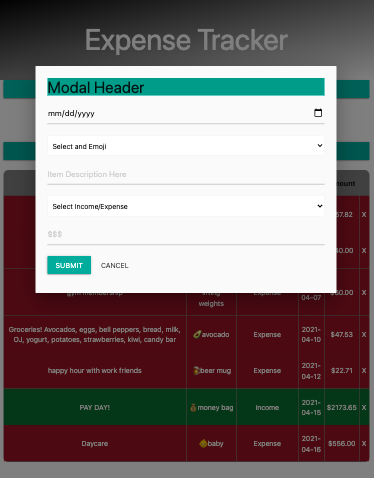 Expense Tracker
Modal Header
mm/dd/yyyy
Select and Emoji
Item Description Here
Select Income/Expense
$$$
SUBMIT CANCEL
mount
57.82 X
40.00 X
gym membership weights 04-07 $50.00 X
Groceries! Avocados, eggs, bell peppers, bread, milk, OJ, yogurt, potatoes, strawberries, kiwi, candy bar 🥑avocado Expense 2021-04-10 $47.53 X
happy hour with work friends 🍺beer mug Expense 2021-04-12 $22.71 X
PAY DAY! 💰money bag Income 2021-04-15 $2173.65 X
Daycare 👶baby Expense 2021-04-16 $556.00 X